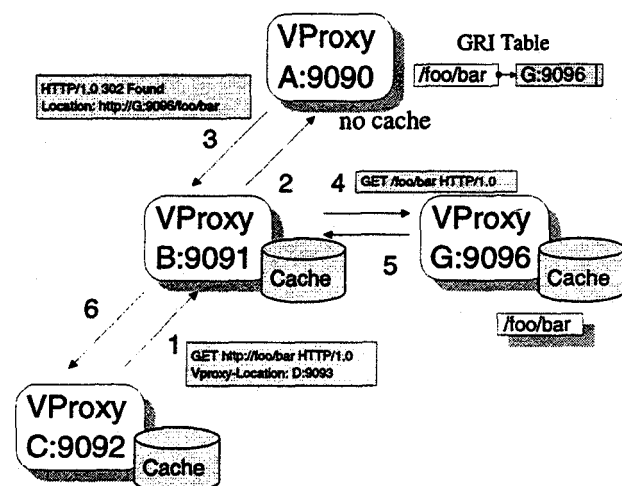 VProxy
A:9090
GRI Table
/foo/bar
G:9096
HTTP/1.0 302 Found
Location: http://G:9096/foo/bar
no cache
3
2
4
GET /foo/bar HTTP/1.0
VProxy
B:9091
Cache
5
VProxy
G:9096
Cache
/foo/bar
6
1
GET http://foo/bar HTTP/1.0
Vproxy-Location: D:9093
VProxy
C:9092
Cache